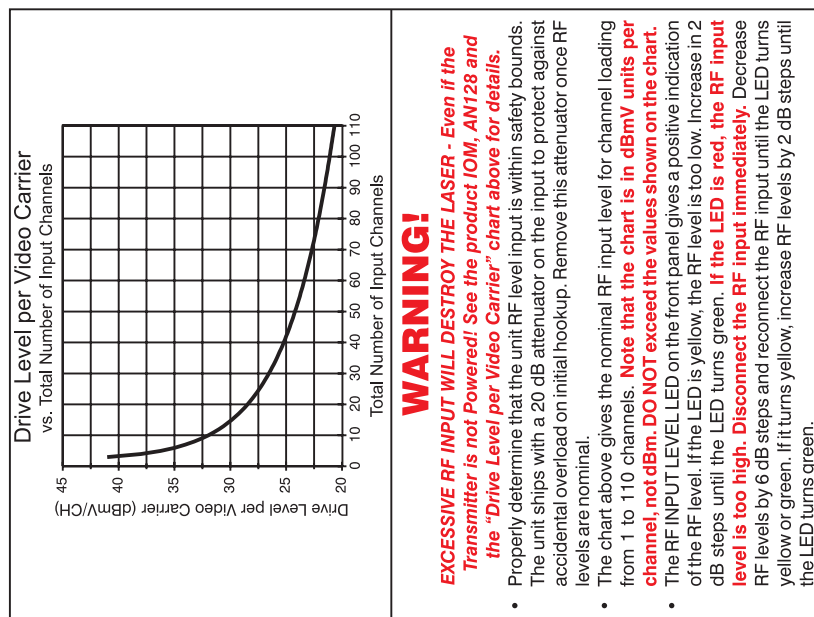 Drive Level per Video Carrier
vs. Total Number of Input Channels
Drive Level per Video Carrier (dBmV/CH)
45
40
35
30
25
20
0 10 20 30 40 50 60 70 80 90 100 110
Total Number of Input Channels
WARNING!
EXCESSIVE RF INPUT WILL DESTROY THE LASER - Even if the
Transmitter is not Powered! See the product IOM, AN128 and
the “Drive Level per Video Carrier” chart above for details.
• Properly determine that the unit RF level input is within safety bounds.
The unit ships with a 20 dB attenuator on the input to protect against
accidental overload on initial hookup. Remove this attenuator once RF
levels are nominal.
• The chart above gives the nominal RF input level for channel loading
from 1 to 110 channels. Note that the chart is in dBmV units per
channel, not dBm. DO NOT exceed the values shown on the chart.
• The RF INPUT LEVEL LED on the front panel gives a positive indication
of the RF level. If the LED is yellow, the RF level is too low. Increase in 2
dB steps until the LED turns green. If the LED is red, the RF input
level is too high. Disconnect the RF input immediately. Decrease
RF levels by 6 dB steps and reconnect the RF input until the LED turns
yellow or green. If it turns yellow, increase RF levels by 2 dB steps until
the LED turns green.